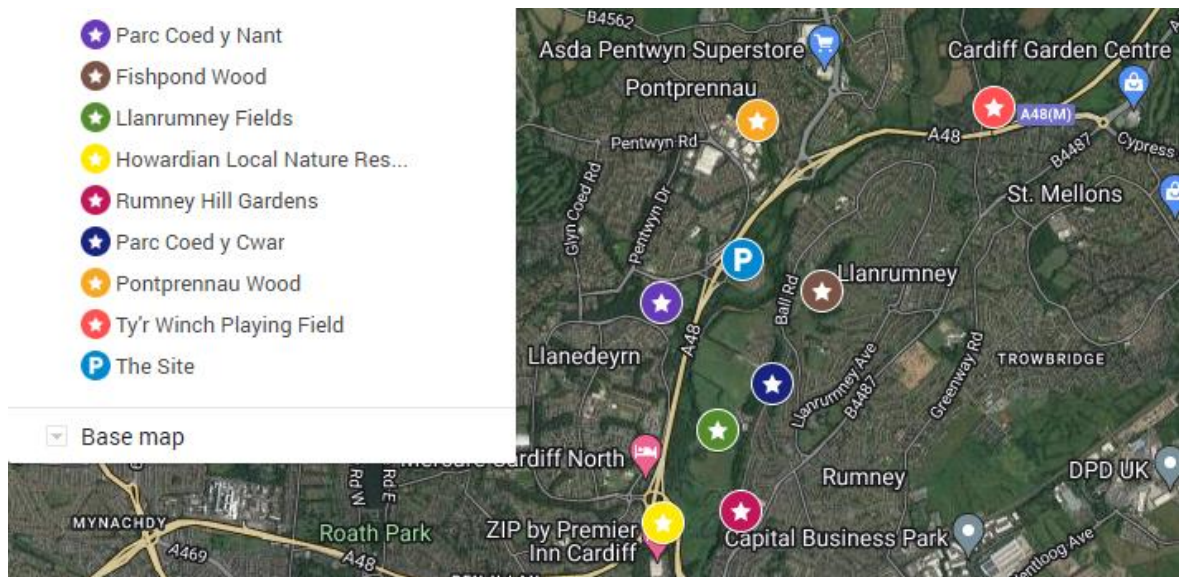 Parc Coed y Nant
Fishpond Wood
Llanrumney Fields
Howardian Local Nature Res...
Rumney Hill Gardens
Parc Coed y Cwar
Pontprennau Wood
Ty'r Winch Playing Field
P The Site
Base map
B4562
Asda Pentwyn Superstore
Cardiff Garden Centre
Pontprennau
A48(M)
A48
Pentwyn Rd
B4487
Cypress
Glyn Coed Rd
Pentwyn Dr
St. Mellons
P
Llanrumney
Ball Rd
A48
Llanedeyrn
Llanrumney Ave
B4487
Greenway Rd
TROWBRIDGE
Cardiff North
Rd W
Rd E
Rumney
DPD UK
MYNACHDY
Roath Park
ZIP by Premier
Inn Cardiff
Capital Business Park
A469
A48